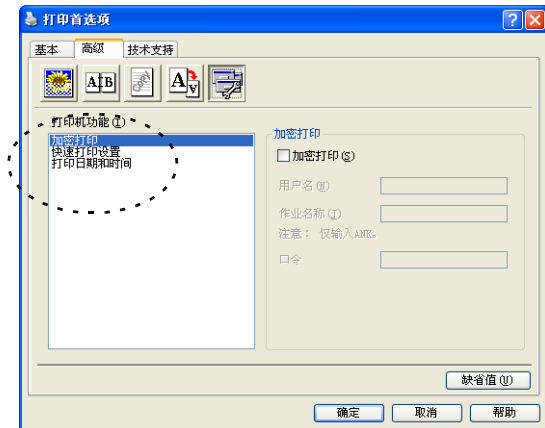 打印首选项
基本 高级 技术支持
A B A A
打印机功能(I)
加密打印
快速打印设置
打印日期和时间
加密打印
加密打印(S)
用户名(N)
作业名称(T)
注意： 仅输入ANK。
口令
缺省值(U)
确定 取消 帮助